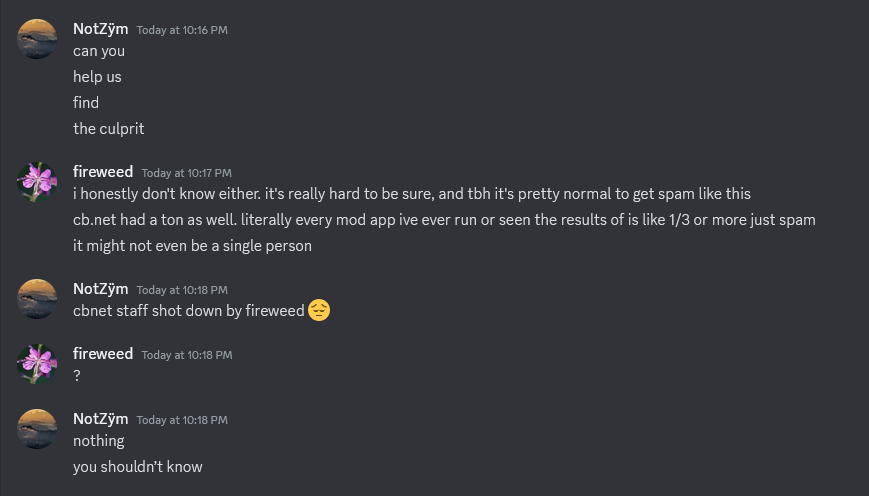 NotZÿm Today at 10:16 PM
can you
help us
find
the culprit
fireweed Today at 10:17 PM
i honestly don't know either. it's really hard to be sure, and tbh it's pretty normal to get spam like this
cb.net had a ton as well. literally every mod app ive ever run or seen the results of is like 1/3 or more just spam
it might not even be a single person
NotZÿm Today at 10:18 PM
cbnet staff shot down by fireweed 😔
fireweed Today at 10:18 PM
?
NotZÿm Today at 10:18 PM
nothing
you shouldn't know